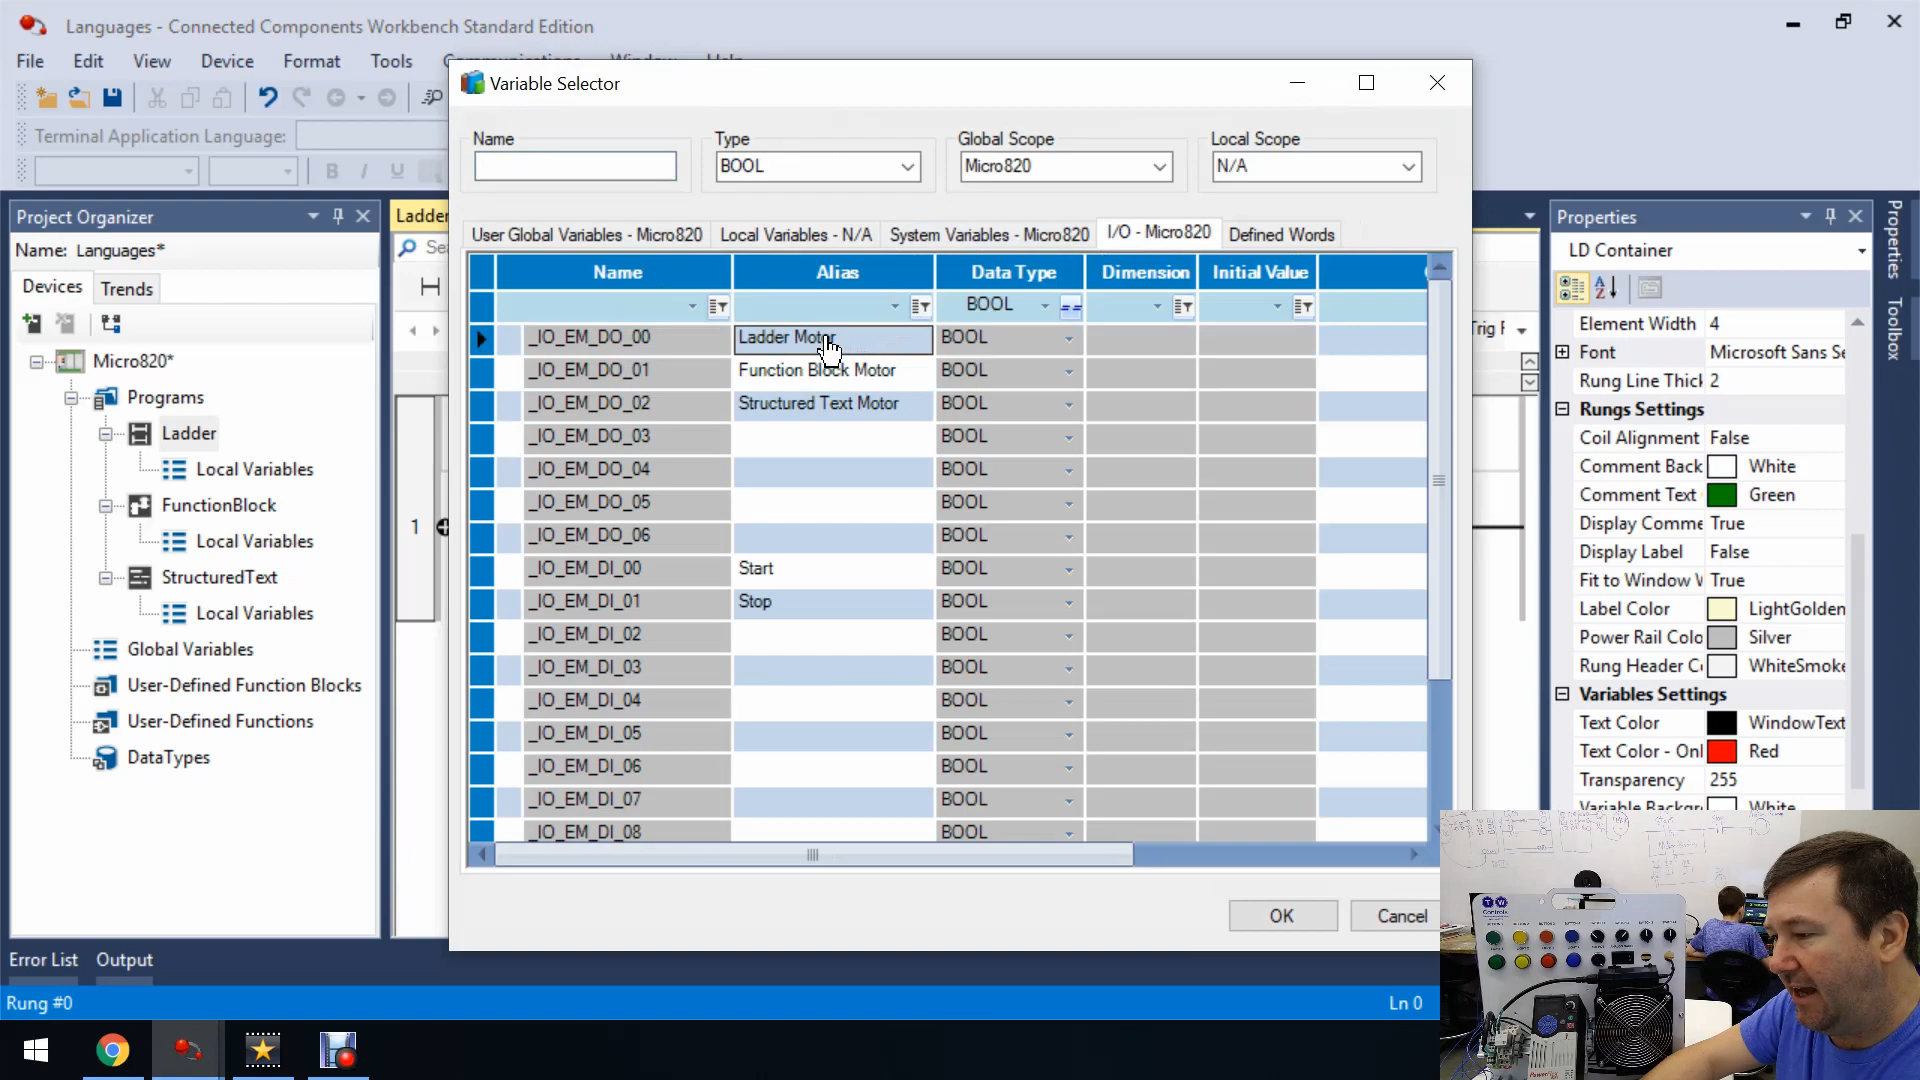 Languages - Connected Components Workbench Standard Edition
File Edit View Device Format Tools
Terminal Application Language:
B I U
Variable Selector
Name Type Global Scope Local Scope
BOOL Micro820 N/A
User Global Variables - Micro820 Local Variables - N/A System Variables - Micro820 I/O - Micro820 Defined Words
Name Alias Data Type Dimension Initial Value
BOOL
_IO_EM_DO_00 Ladder Motor BOOL
_IO_EM_DO_01 Function Block Motor BOOL
_IO_EM_DO_02 Structured Text Motor BOOL
_IO_EM_DO_03 BOOL
_IO_EM_DO_04 BOOL
_IO_EM_DO_05 BOOL
_IO_EM_DO_06 BOOL
_IO_EM_DI_00 Start BOOL
_IO_EM_DI_01 Stop BOOL
_IO_EM_DI_02 BOOL
_IO_EM_DI_03 BOOL
_IO_EM_DI_04 BOOL
_IO_EM_DI_05 BOOL
_IO_EM_DI_06 BOOL
_IO_EM_DI_07 BOOL
_IO_EM_DI_08 BOOL
OK Cancel
Project Organizer
Name: Languages*
Devices Trends
Micro820*
Programs
Ladder
Local Variables
FunctionBlock
Local Variables
StructuredText
Local Variables
Global Variables
User-Defined Function Blocks
User-Defined Functions
DataTypes
Ladder
Sea
1
Trig F
Properties
LD Container
Element Width 4
Font Microsoft Sans Se
Rung Line Thick 2
Rungs Settings
Coil Alignment False
Comment Back White
Comment Text Green
Display Comme True
Display Label False
Fit to Window W True
Label Color LightGolden
Power Rail Colo Silver
Rung Header C WhiteSmoke
Variables Settings
Text Color WindowText
Text Color - Onl Red
Transparency 255
Variable Backgr White
Properties
Toolbox
Error List Output
Rung #0 Ln 0
TW
Controls